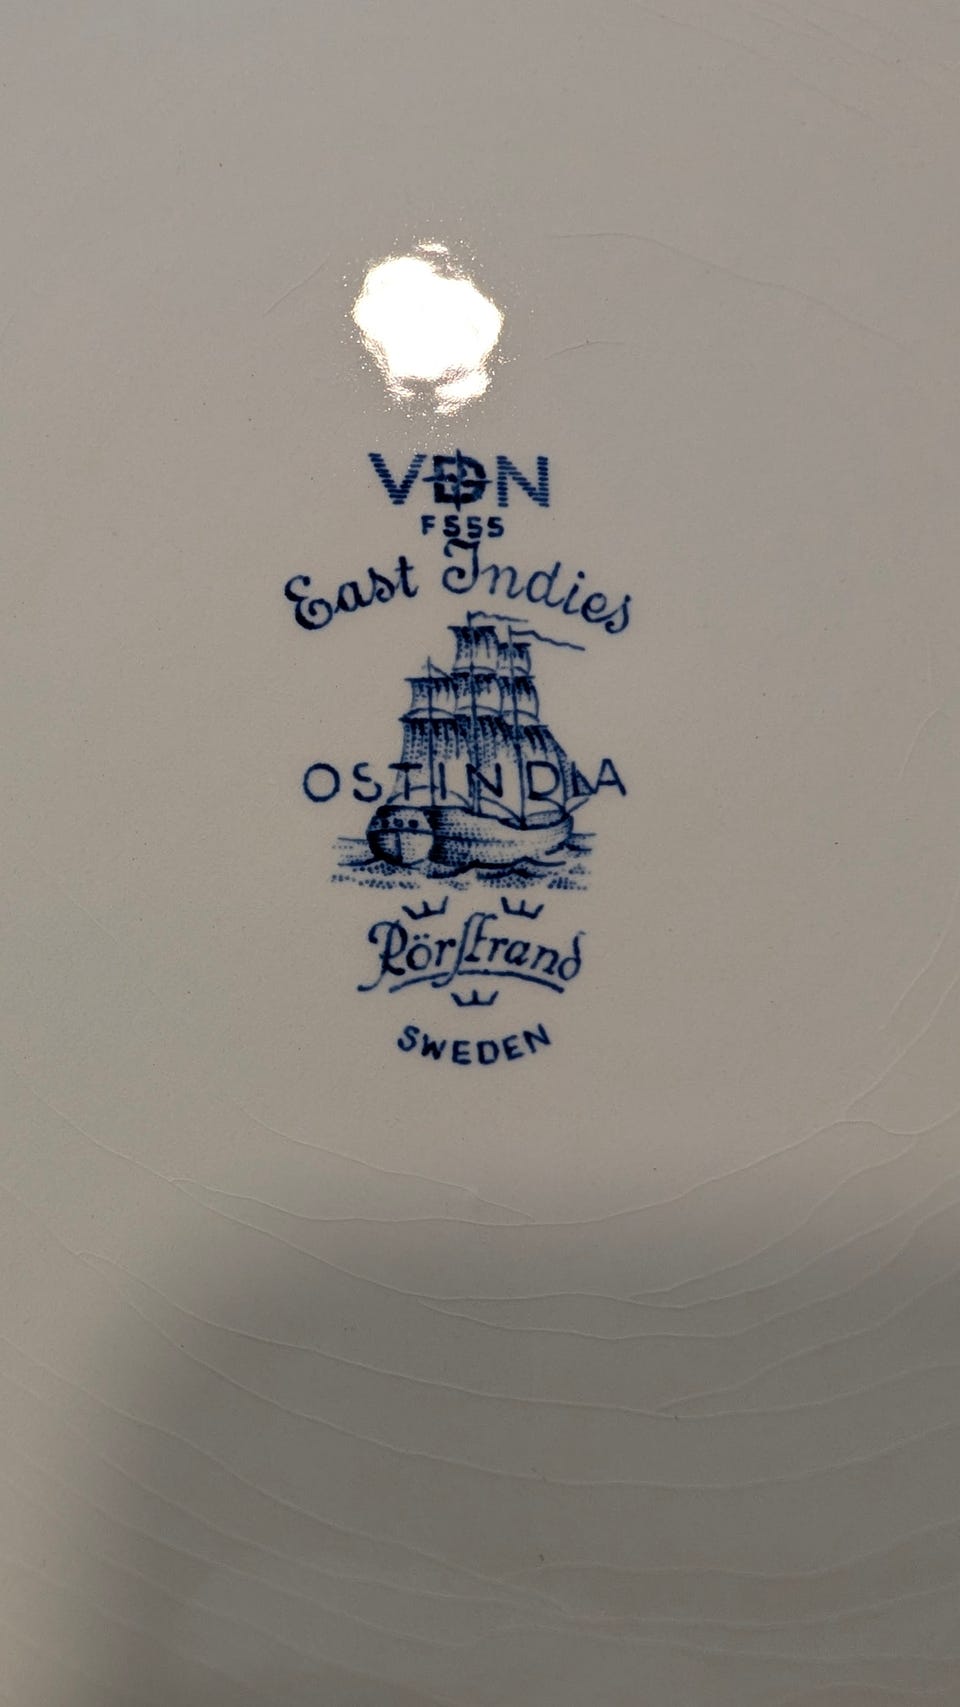 VDN
F555
East Indies
OSTINDIA
Rörstrand
SWEDEN